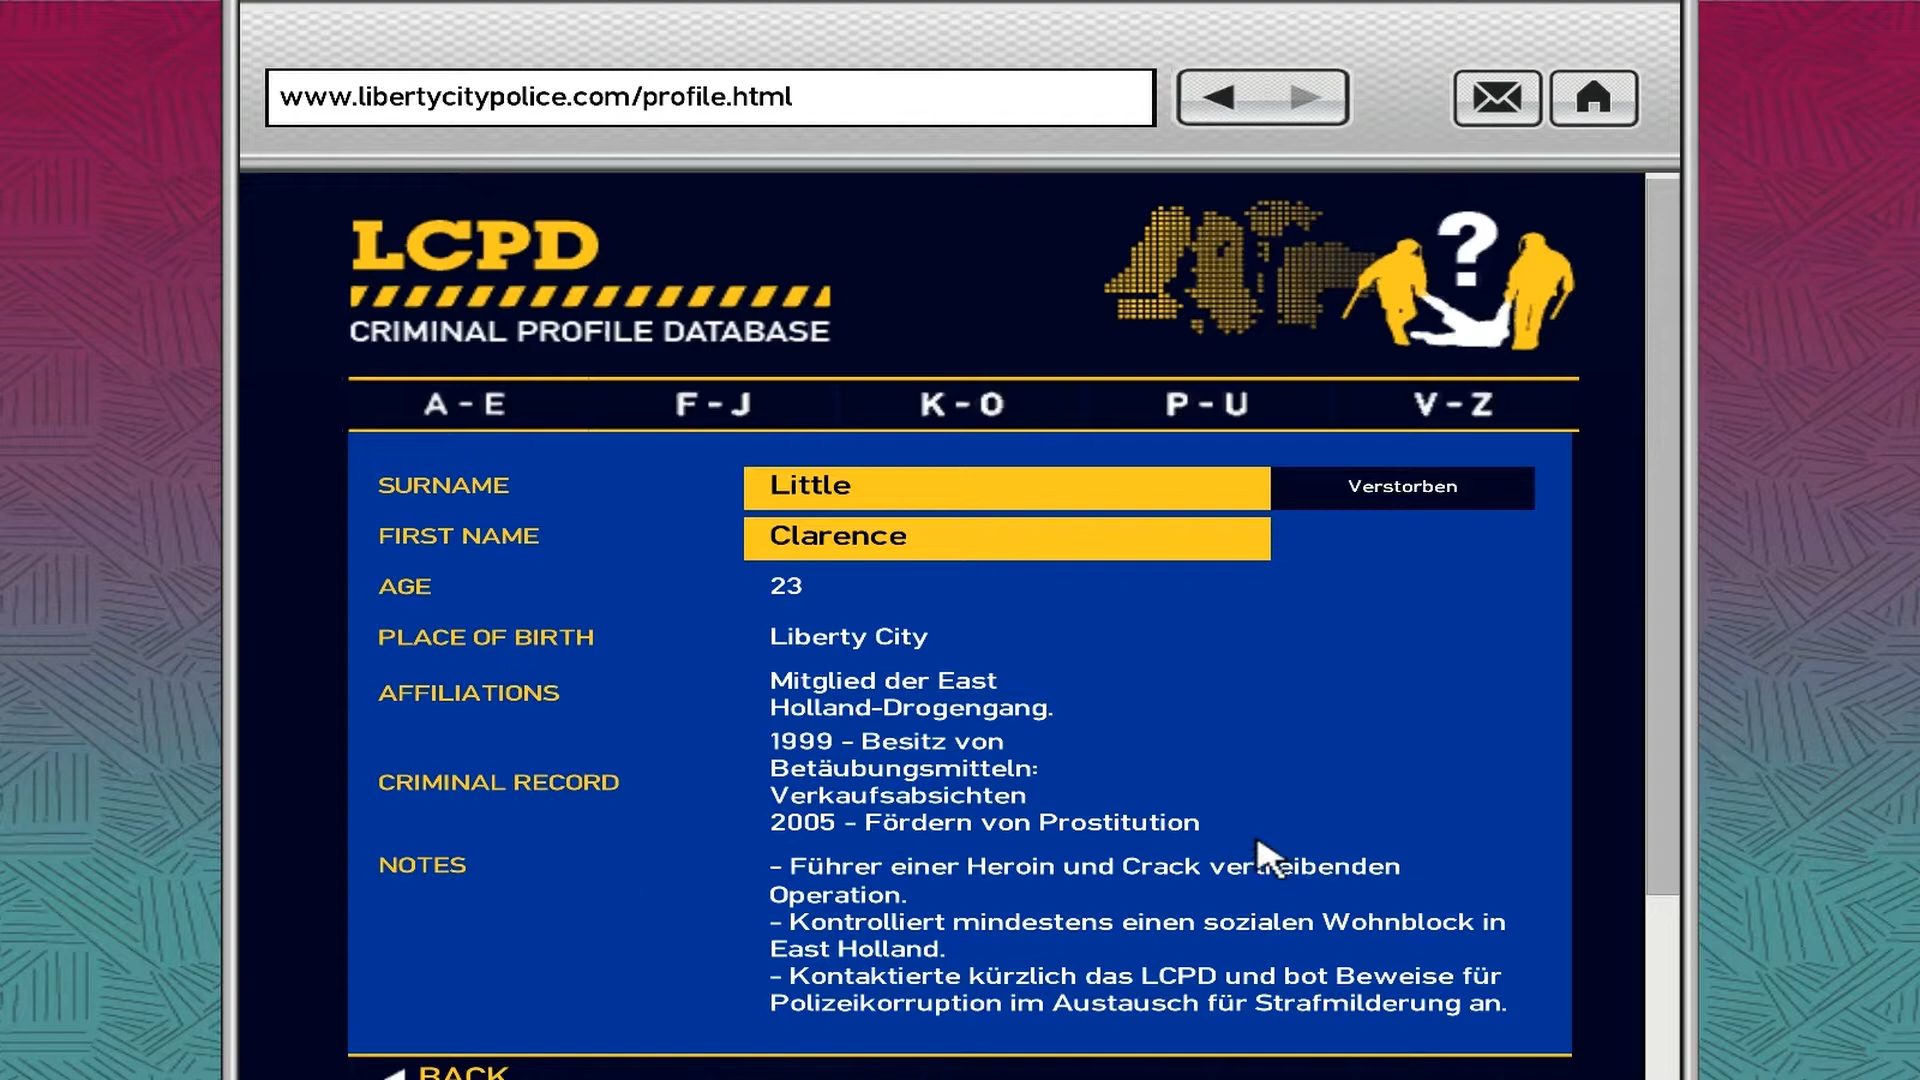 www.libertycitypolice.com/profile.html
LCPD
CRIMINAL PROFILE DATABASE
?
A - E F - J K - O P - U V - Z
SURNAME Little Verstorben
FIRST NAME Clarence
AGE 23
PLACE OF BIRTH Liberty City
AFFILIATIONS Mitglied der East
Holland-Drogengang.
CRIMINAL RECORD 1999 - Besitz von
Betäubungsmitteln:
Verkaufsabsichten
2005 - Fördern von Prostitution
NOTES - Führer einer Heroin und Crack
Operation.
- Kontrolliert mindestens einen sozialen Wohnblock in
East Holland.
- Kontaktierte kürzlich das LCPD und bot Beweise für
Polizeikorruption im Austausch für Strafmilderung an.
BACK